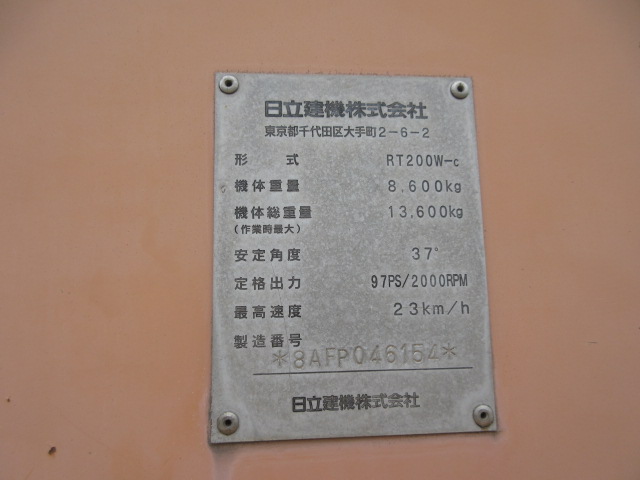 日立建機株式会社
東京都千代田区大手町2-6-2
形式 RT200W-c
機体重量 8,600kg
機体総重量 13,600kg
(作業時最大)
安定角度 37°
定格出力 97PS/2000RPM
最高速度 23km/h
製造番号
*8AFP046154*
日立建機株式会社